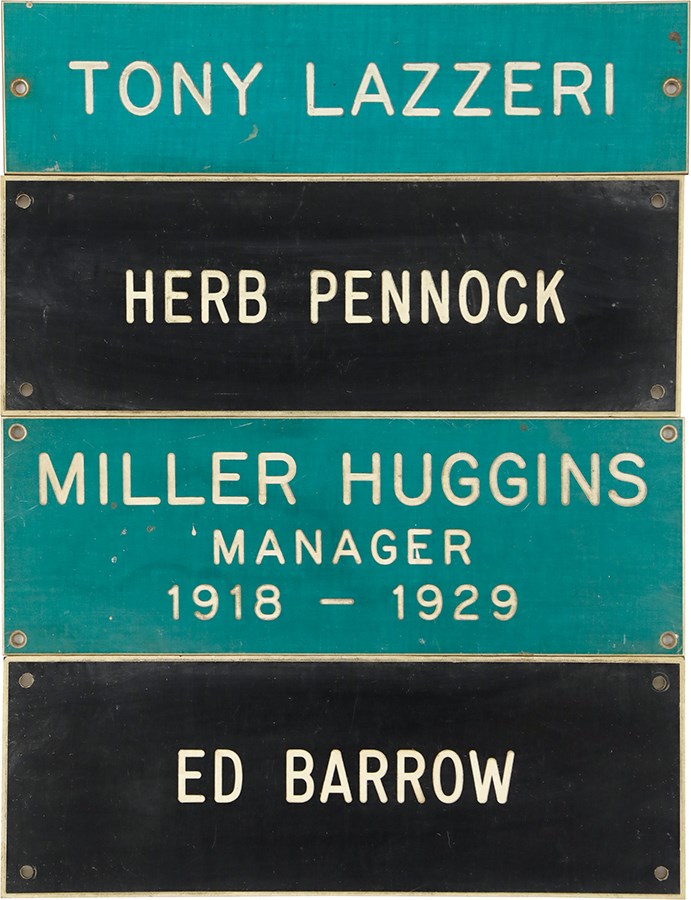 TONY LAZZERI
HERB PENNOCK
MILLER HUGGINS
MANAGER
1918 — 1929
ED BARROW